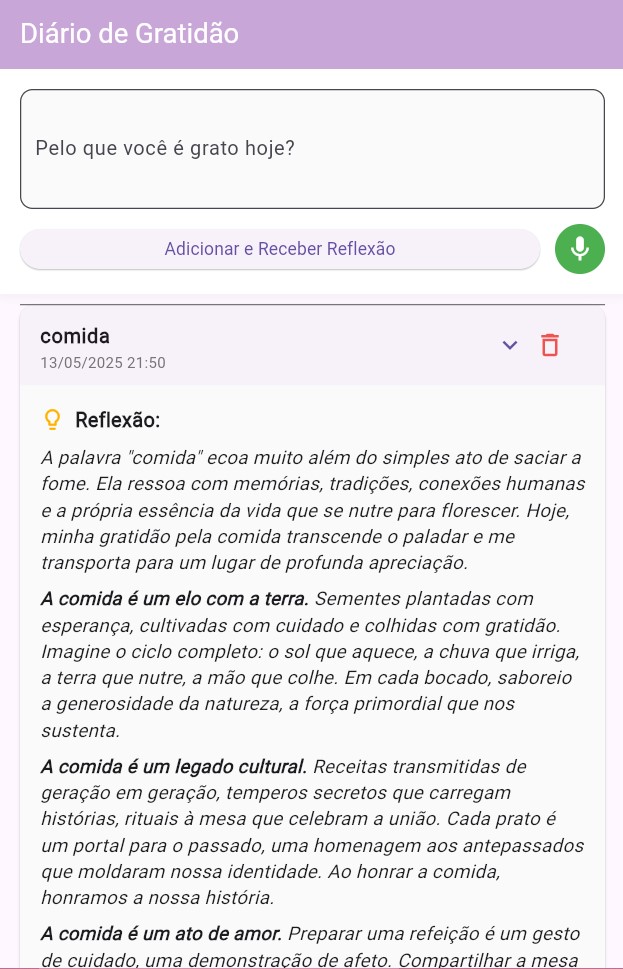 Diário de Gratidão
Pelo que você é grato hoje?
Adicionar e Receber Reflexão
comida
13/05/2025 21:50
Reflexão:
A palavra "comida" ecoa muito além do simples ato de saciar a
fome. Ela ressoa com memórias, tradições, conexões humanas
e a própria essência da vida que se nutre para florescer. Hoje,
minha gratidão pela comida transcende o paladar e me
transporta para um lugar de profunda apreciação.
A comida é um elo com a terra. Sementes plantadas com
esperança, cultivadas com cuidado e colhidas com gratidão.
Imagine o ciclo completo: o sol que aquece, a chuva que irriga,
a terra que nutre, a mão que colhe. Em cada bocado, saboreio
a generosidade da natureza, a força primordial que nos
sustenta.
A comida é um legado cultural. Receitas transmitidas de
geração em geração, temperos secretos que carregam
histórias, rituais à mesa que celebram a união. Cada prato é
um portal para o passado, uma homenagem aos antepassados
que moldaram nossa identidade. Ao honrar a comida,
honramos a nossa história.
A comida é um ato de amor. Preparar uma refeição é um gesto
de cuidado, uma demonstração de afeto. Compartilhar a mesa